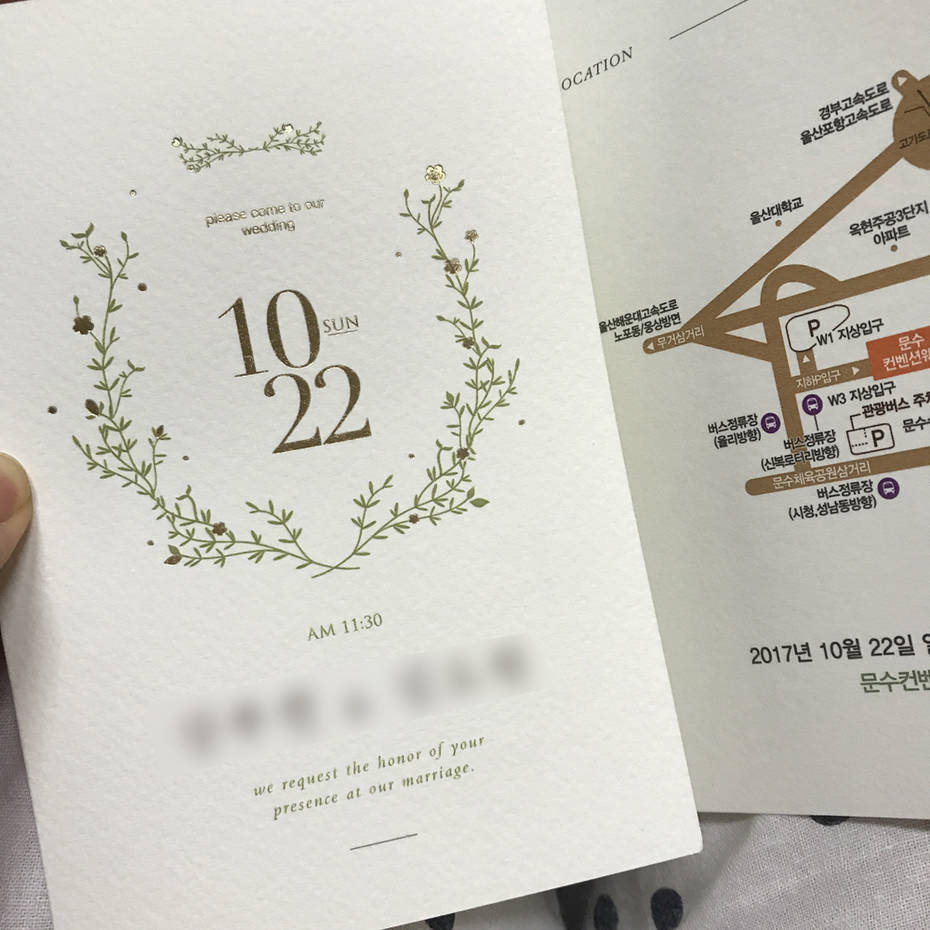 please come to our
wedding
10
SUN
22
AM 11:30
we request the honor of your
presence at our marriage.
OCATION
경부고속도로
울산포항고속도로
울산대학교
옥현주공3단지
아파트
울산해운대고속도로
노포동/웅상방면
무거삼거리
P
W1 지상입구
문수
컨벤션웨
지하P입구
W3 지상입구
관광버스 주차
P
문수
버스정류장
(울리방향)
버스정류장
(신복로터리방향)
문수체육공원삼거리
버스정류장
(시청,성남동방향)
2017년 10월 22일 일
문수컨벤